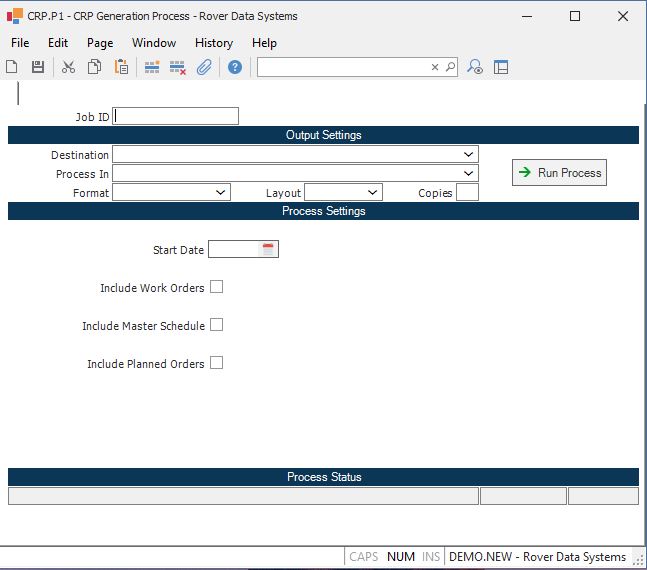 CRP.P1 - CRP Generation Process - Rover Data Systems
File Edit Page Window History Help
Job ID
Output Settings
Destination
Process In
Run Process
Format Layout Copies
Process Settings
Start Date
Include Work Orders
Include Master Schedule
Include Planned Orders
Process Status
CAPS NUM INS DEMO.NEW - Rover Data Systems